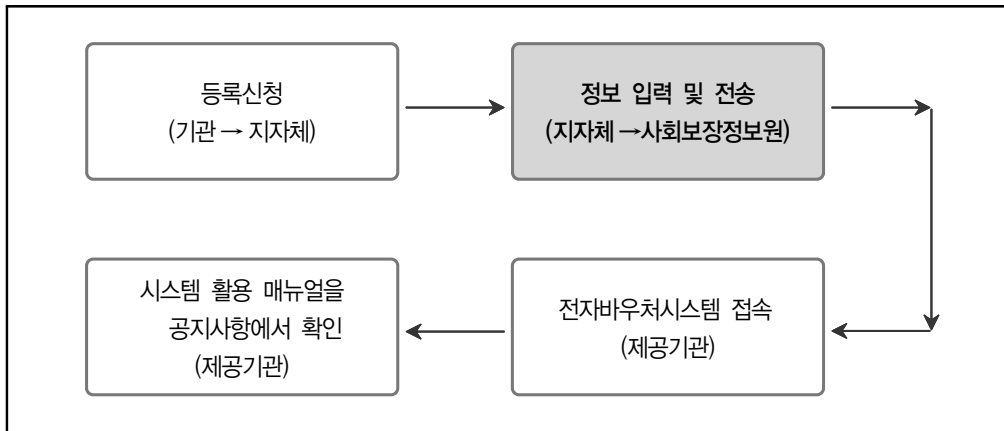 등록신청
(기관 → 지자체)
정보 입력 및 전송
(지자체 →사회보장정보원)
전자바우처시스템 접속
(제공기관)
시스템 활용 매뉴얼을
공지사항에서 확인
(제공기관)